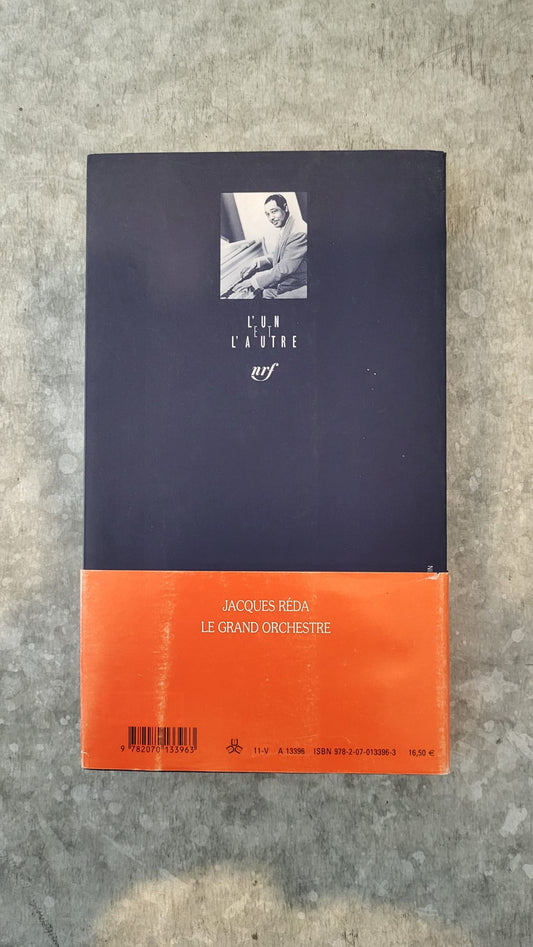 L'UN
ET
L'AUTRE
nrf
JACQUES RÉDA
LE GRAND ORCHESTRE
9 782070 133963
11-V A 13396 ISBN 978-2-07-013396-3 16,50 €